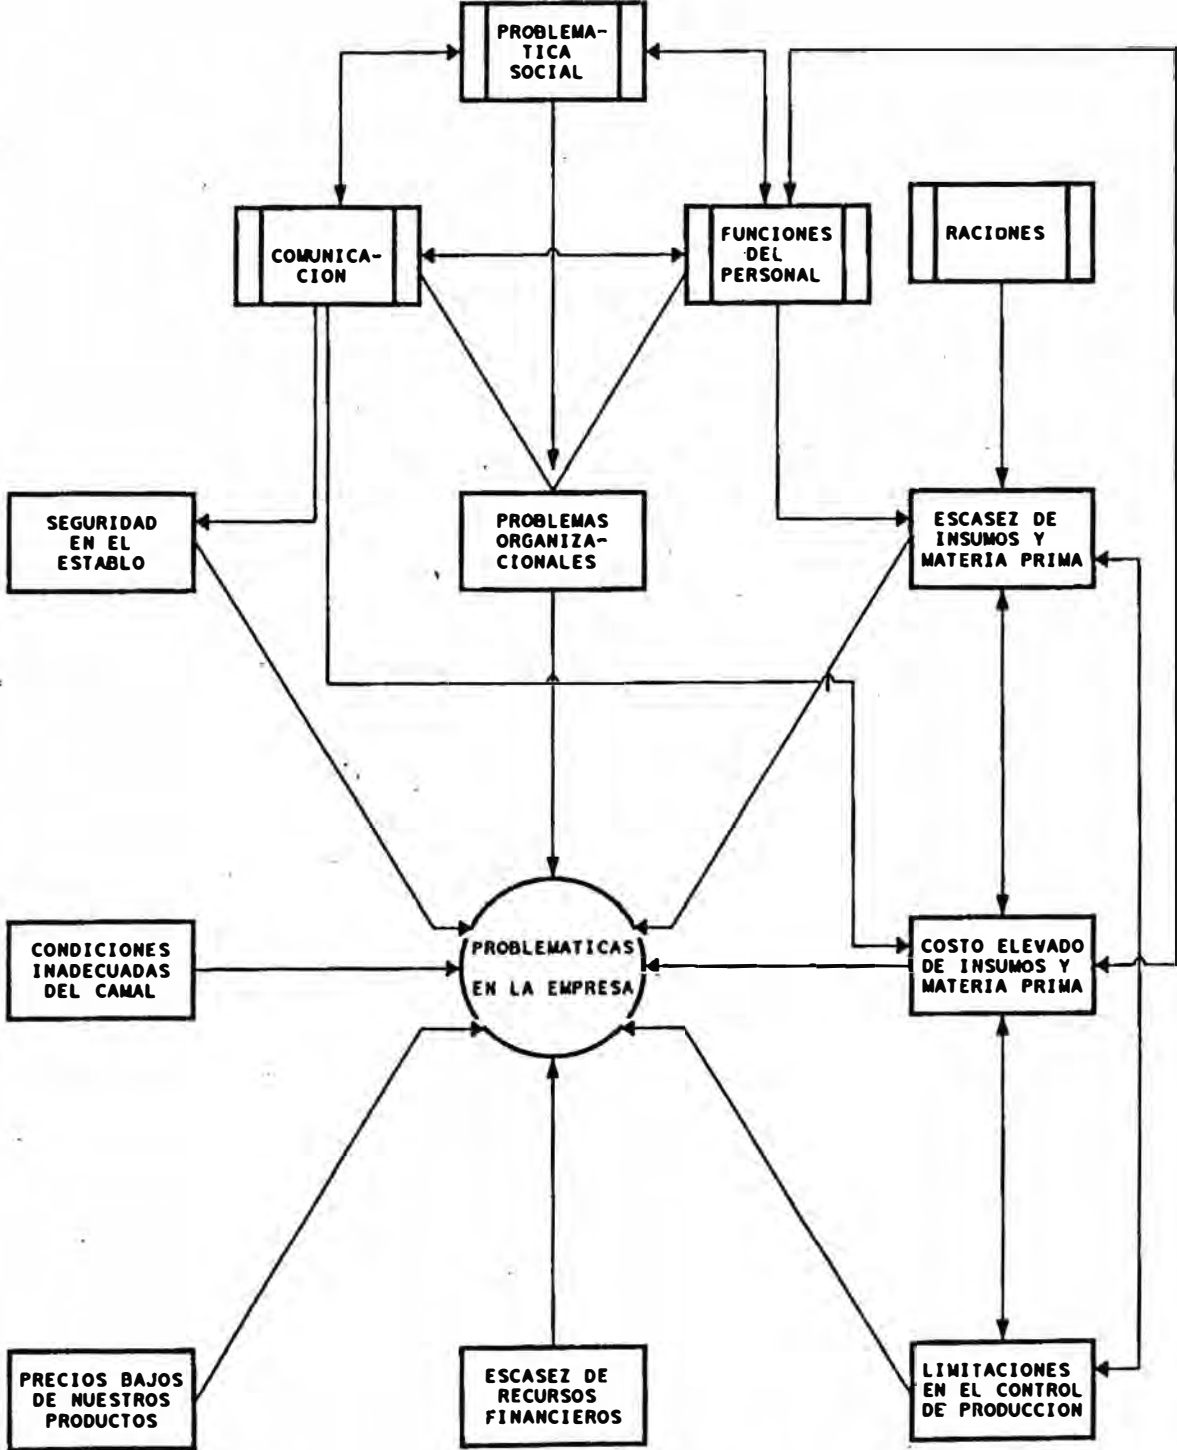 PROBLEMA-
TICA
SOCIAL
COMUNICA-
CION
FUNCIONES
DEL
PERSONAL
RACIONES
SEGURIDAD
EN EL
ESTABLO
PROBLEMAS
ORGANIZA-
CIONALES
ESCASEZ DE
INSUMOS Y
MATERIA PRIMA
CONDICIONES
INADECUADAS
DEL CAMAL
PROBLEMATICAS
EN LA EMPRESA
COSTO ELEVADO
DE INSUMOS Y
MATERIA PRIMA
PRECIOS BAJOS
DE NUESTROS
PRODUCTOS
ESCASEZ DE
RECURSOS
FINANCIEROS
LIMITACIONES
EN EL CONTROL
DE PRODUCCION